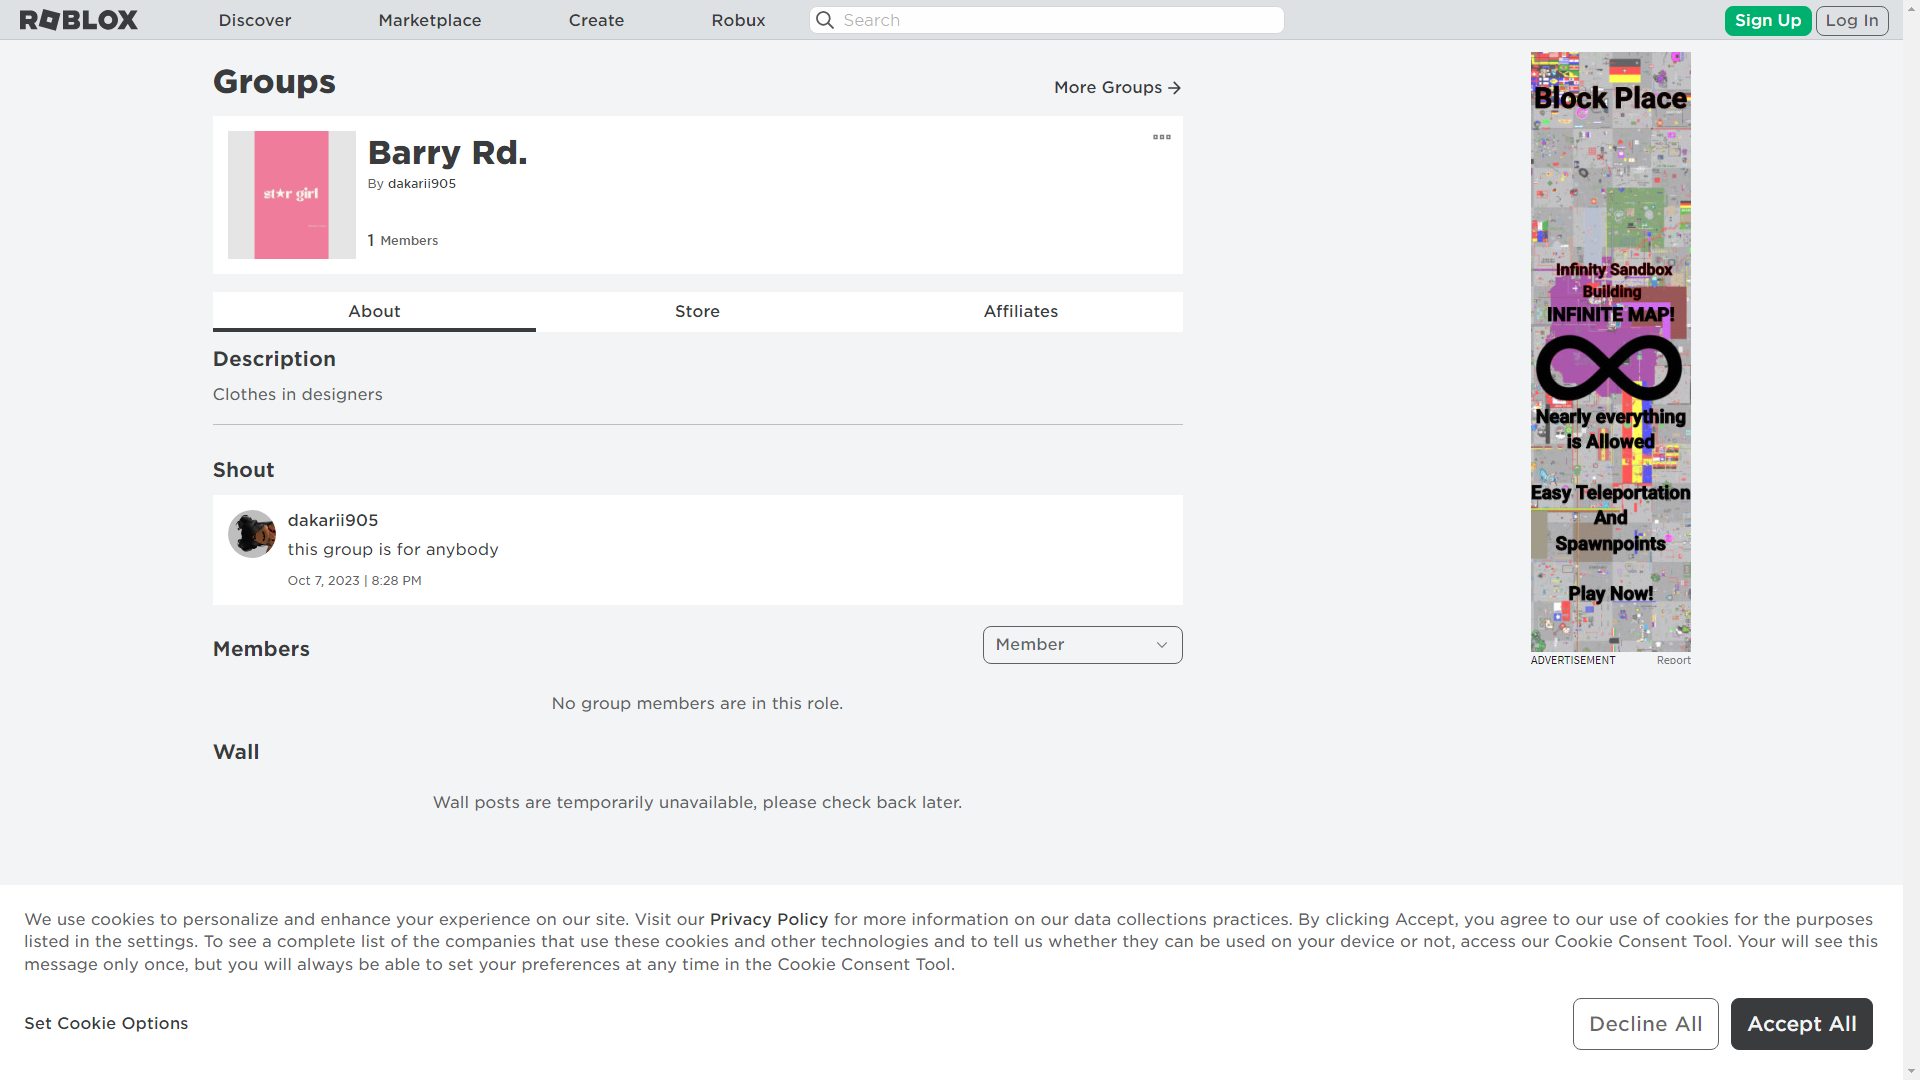 ROBLOX
Discover
Marketplace
Create
Robux
Search
Sign Up
Log In
Groups
More Groups
st★r girl
Barry Rd.
By dakarii905
1 Members
About
Store
Affiliates
Description
Clothes in designers
Shout
dakarii905
this group is for anybody
Oct 7, 2023 | 8:28 PM
Members
Member
No group members are in this role.
Wall
Wall posts are temporarily unavailable, please check back later.
Block Place
Infinity Sandbox
Building
INFINITE MAP!
Nearly everything
is Allowed
Easy Teleportation
And
Spawnpoints
Play Now!
ADVERTISEMENT
Report
We use cookies to personalize and enhance your experience on our site. Visit our Privacy Policy for more information on our data collections practices. By clicking Accept, you agree to our use of cookies for the purposes
listed in the settings. To see a complete list of the companies that use these cookies and other technologies and to tell us whether they can be used on your device or not, access our Cookie Consent Tool. Your will see this
message only once, but you will always be able to set your preferences at any time in the Cookie Consent Tool.
Set Cookie Options
Decline All
Accept All